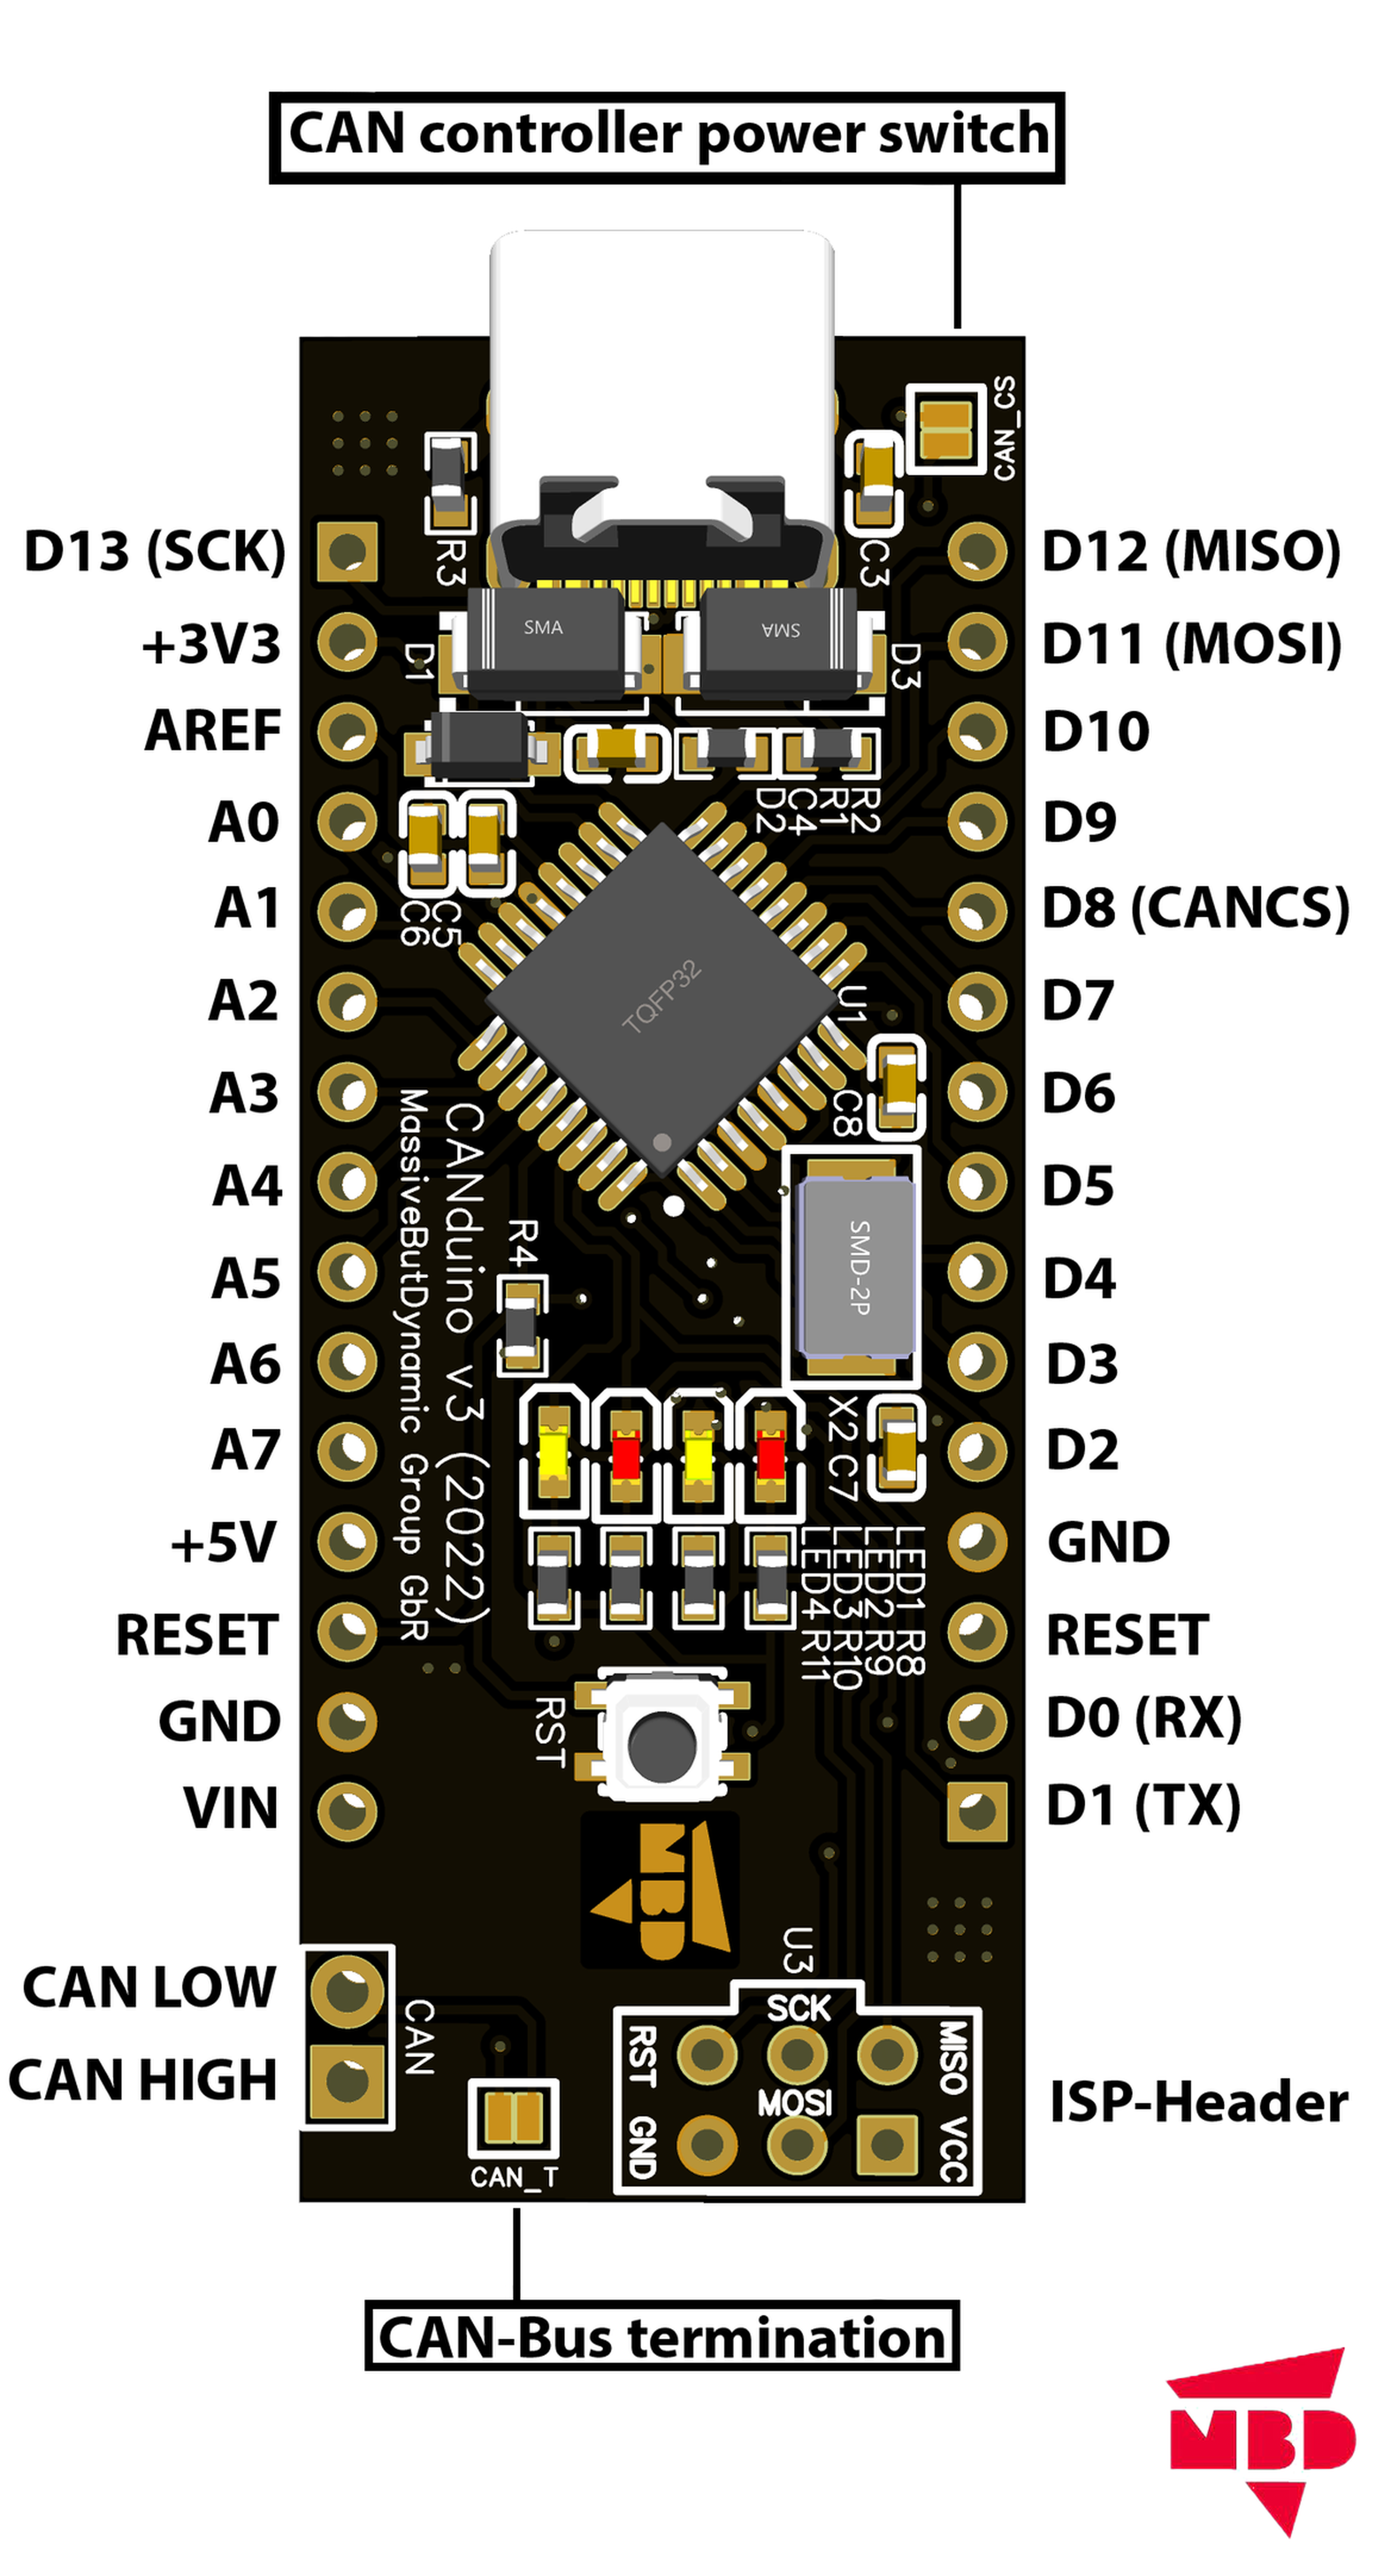 CAN controller power switch
CAN_CS
R3
C3
D13 (SCK)
D12 (MISO)
SMA
SMA
+3V3
D1
D3
D11 (MOSI)
AREF
D10
D2
C4
R1
R2
A0
D9
C6
C5
A1
D8 (CANCS)
TQFP32
U1
A2
D7
A3
C8
D6
CANduino v3 (2022)
MassiveButDynamic Group GbR
A4
D5
R4
SMD-2P
A5
D4
A6
D3
X2 C7
A7
D2
LED1 R8
LED2 R9
LED3 R10
LED4 R11
+5V
GND
RESET
RESET
RST
GND
D0 (RX)
VIN
D1 (TX)
MBD
U3
CAN LOW
CAN
SCK
RST
MISO
CAN HIGH
MOSI
GND
VCC
ISP-Header
CAN_T
CAN-Bus termination
MBD